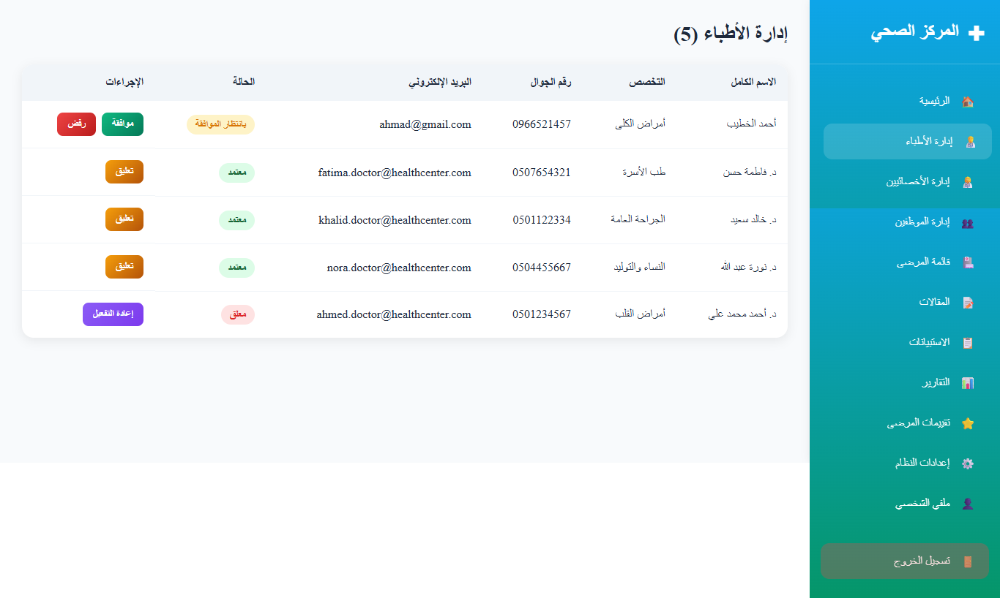 المركز الصحي
الرئيسية
إدارة الأطباء
إدارة الأخصائيين
إدارة الموظفين
قائمة المرضى
المقالات
الاستبيانات
التقارير
تقييمات المرضى
إعدادات النظام
ملفي الشخصي
تسجيل الخروج
إدارة الأطباء (5)
الاسم الكامل التخصص رقم الجوال البريد الإلكتروني الحالة الإجراءات
أحمد الخطيب أمراض الكلى 0966521457 ahmad@gmail.com بانتظار الموافقة موافقة رفض
د. فاطمة حسن طب الأسرة 0507654321 fatima.doctor@healthcenter.com معتمد تعليق
د. خالد سعيد الجراحة العامة 0501122334 khalid.doctor@healthcenter.com معتمد تعليق
د. نورة عبد الله النساء والتوليد 0504455667 nora.doctor@healthcenter.com معتمد تعليق
د. أحمد محمد علي أمراض القلب 0501234567 ahmed.doctor@healthcenter.com معلق إعادة التفعيل